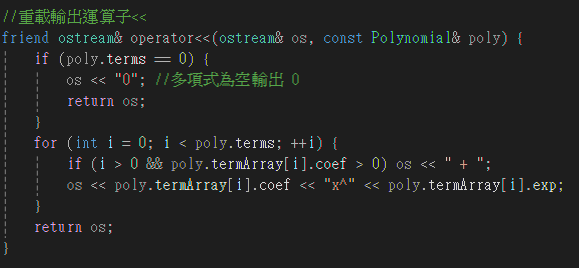 //重載輸出運算子<<
friend ostream& operator<<(ostream& os, const Polynomial& poly) {
    if (poly.terms == 0) {
        os << "0"; //多項式為空輸出 0
        return os;
    }
    for (int i = 0; i < poly.terms; ++i) {
        if (i > 0 && poly.termArray[i].coef > 0) os << " + ";
        os << poly.termArray[i].coef << "x^" << poly.termArray[i].exp;
    }
    return os;
}